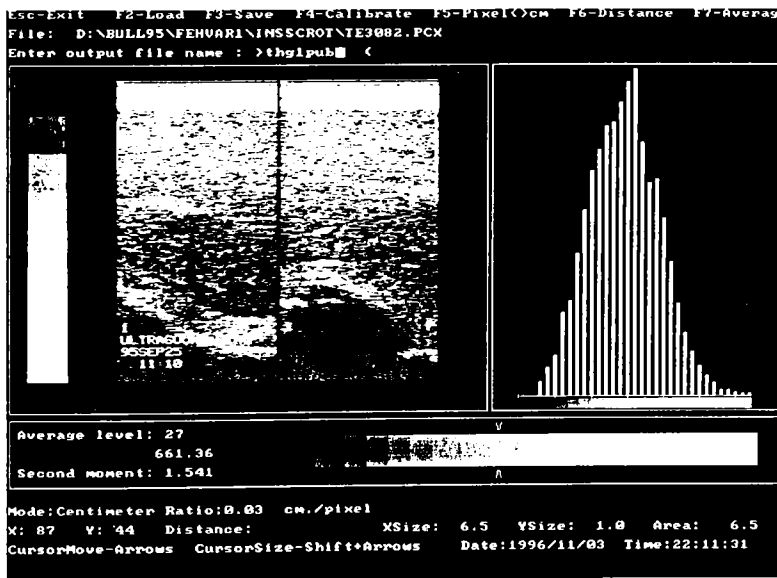 Esc-Exit F2-Load F3-Save F4-Calibrate F5-Pixel<>cm F6-Distance F7-Averag
File: D:\BULL95\FEHVAR1\INSSCROT\TE3082.PCX
Enter output file name : >thglpub <
ULTRAGU
95SEP25
11:10
Average level: 27
661.36
Second moment: 1.541
Mode:Centimeter Ratio:0.03 cm./pixel
X: 87 Y: 44 Distance: XSize: 6.5 YSize: 1.0 Area: 6.5
CursorMove-Arrows CursorSize-Shift+Arrows Date:1996/11/03 Time:22:11:31